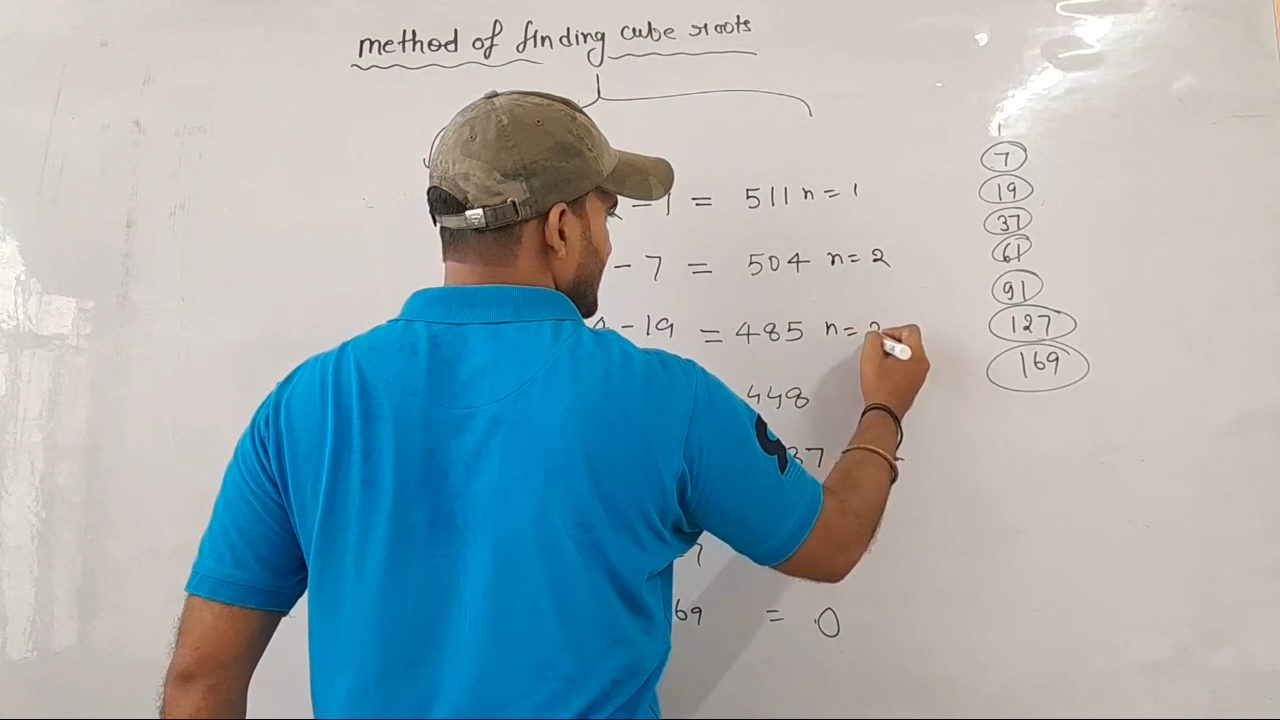 method of finding cube roots
- 1 = 511 n = 1
- 7 = 504 n = 2
- 19 = 485 n =
448
37
7
69 = 0
1
7
19
37
61
91
127
169